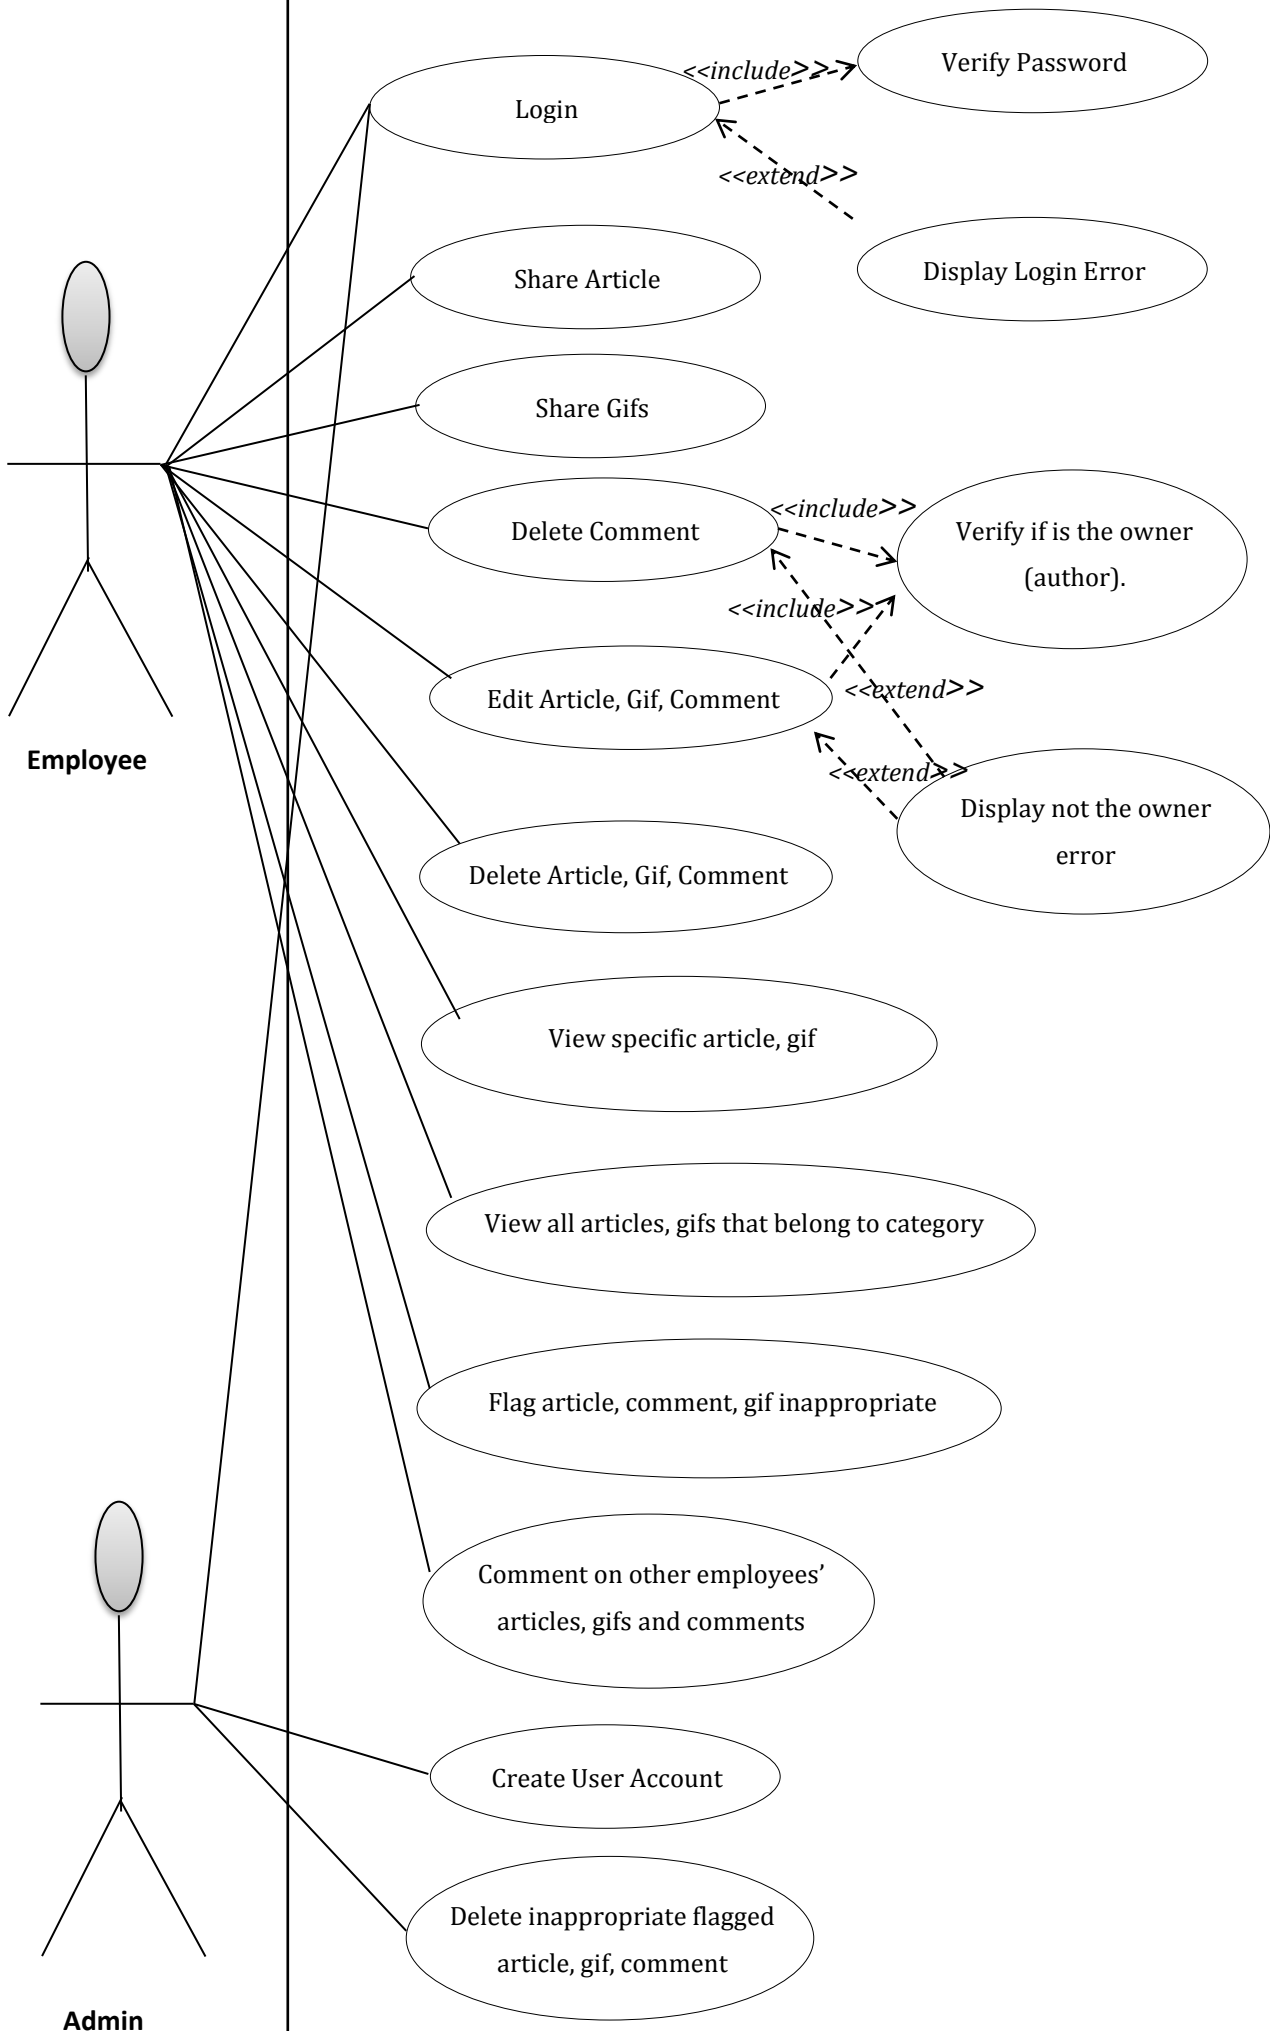 <<include>>
Verify Password
Login
<<extend>>
Share Article
Display Login Error
Share Gifs
<<include>>
Delete Comment
Verify if is the owner
(author).
<<include>>
Edit Article, Gif, Comment
<<extend>>
Employee
<<extend>>
Display not the owner
error
Delete Article, Gif, Comment
View specific article, gif
View all articles, gifs that belong to category
Flag article, comment, gif inappropriate
Comment on other employees’
articles, gifs and comments
Create User Account
Delete inappropriate flagged
article, gif, comment
Admin